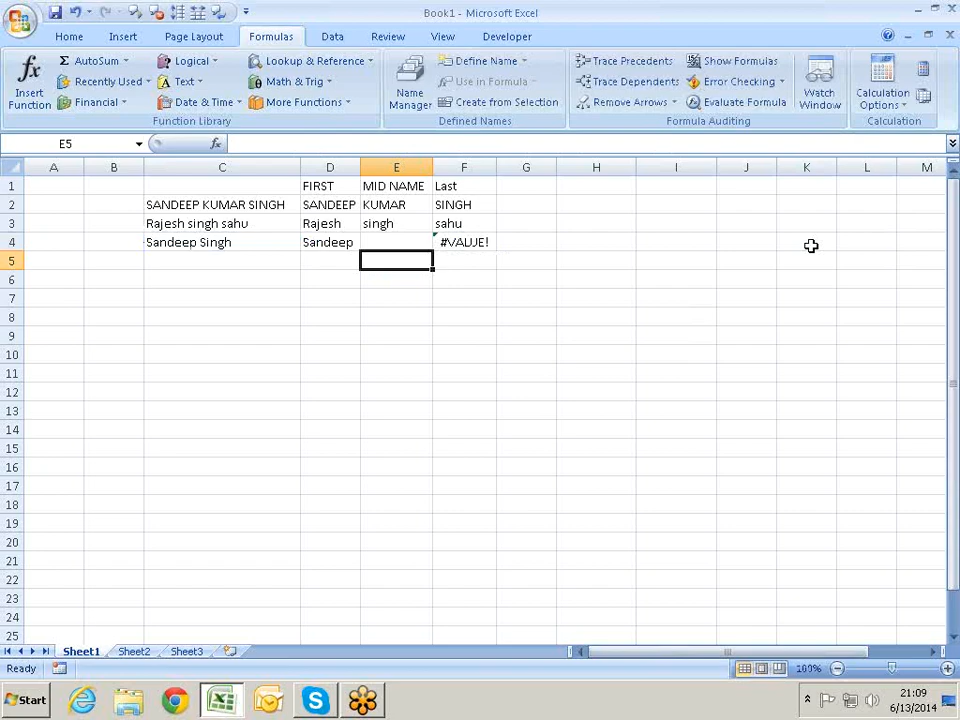 Book1 - Microsoft Excel
Home Insert Page Layout Formulas Data Review View Developer
Insert Function
Σ AutoSum
Recently Used
Financial
Logical
Text
Date & Time
Lookup & Reference
Math & Trig
More Functions
Function Library
Name Manager
Define Name
Use in Formula
Create from Selection
Defined Names
Trace Precedents
Trace Dependents
Remove Arrows
Show Formulas
Error Checking
Evaluate Formula
Formula Auditing
Watch Window
Calculation Options
Calculation
E5 fx
A B C D E F G H I J K L M
1 FIRST MID NAME Last
2 SANDEEP KUMAR SINGH SANDEEP KUMAR SINGH
3 Rajesh singh sahu Rajesh singh sahu
4 Sandeep Singh Sandeep #VALUE!
5
6
7
8
9
10
11
12
13
14
15
16
17
18
19
20
21
22
23
24
25
Sheet1 Sheet2 Sheet3
Ready 100%
Start 21:09
6/13/2014